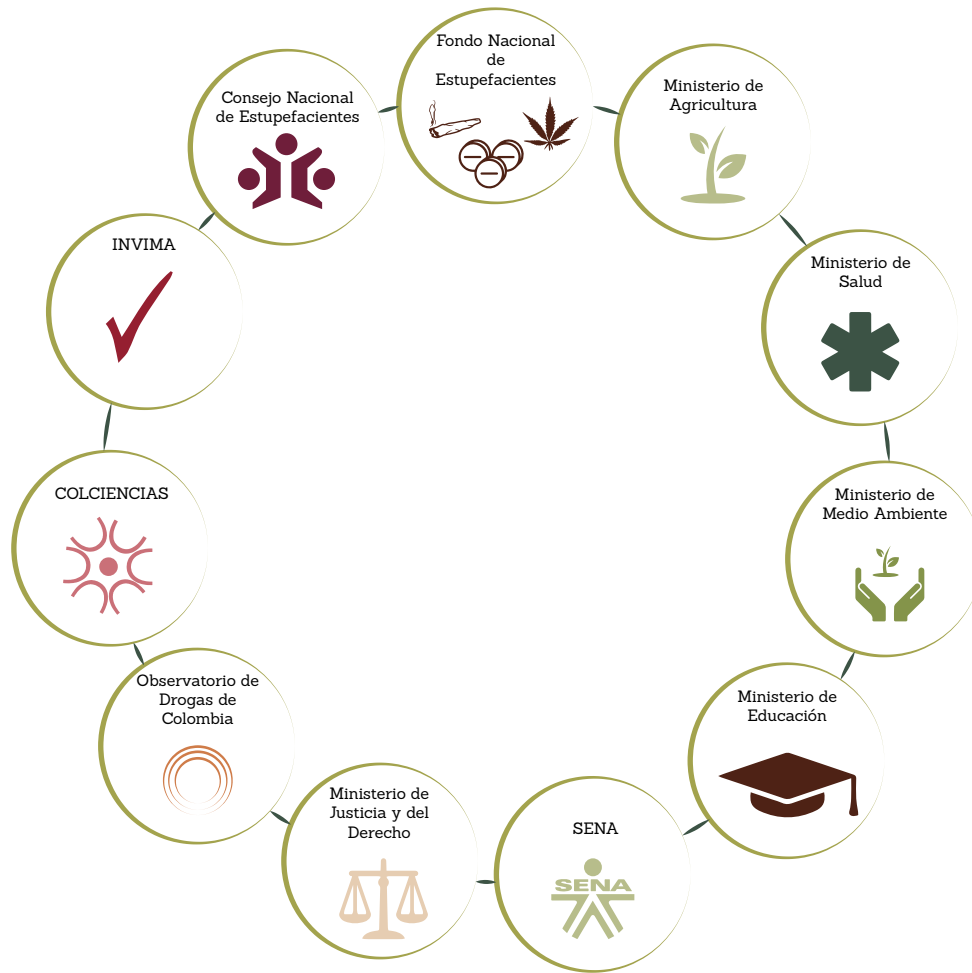 Fondo Nacional
de
Estupefacientes
Ministerio de
Agricultura
Ministerio de
Salud
Ministerio de
Medio Ambiente
Ministerio de
Educación
SENA
SENA
Ministerio de
Justicia y del
Derecho
Observatorio de
Drogas de
Colombia
COLCIENCIAS
INVIMA
Consejo Nacional
de Estupefacientes